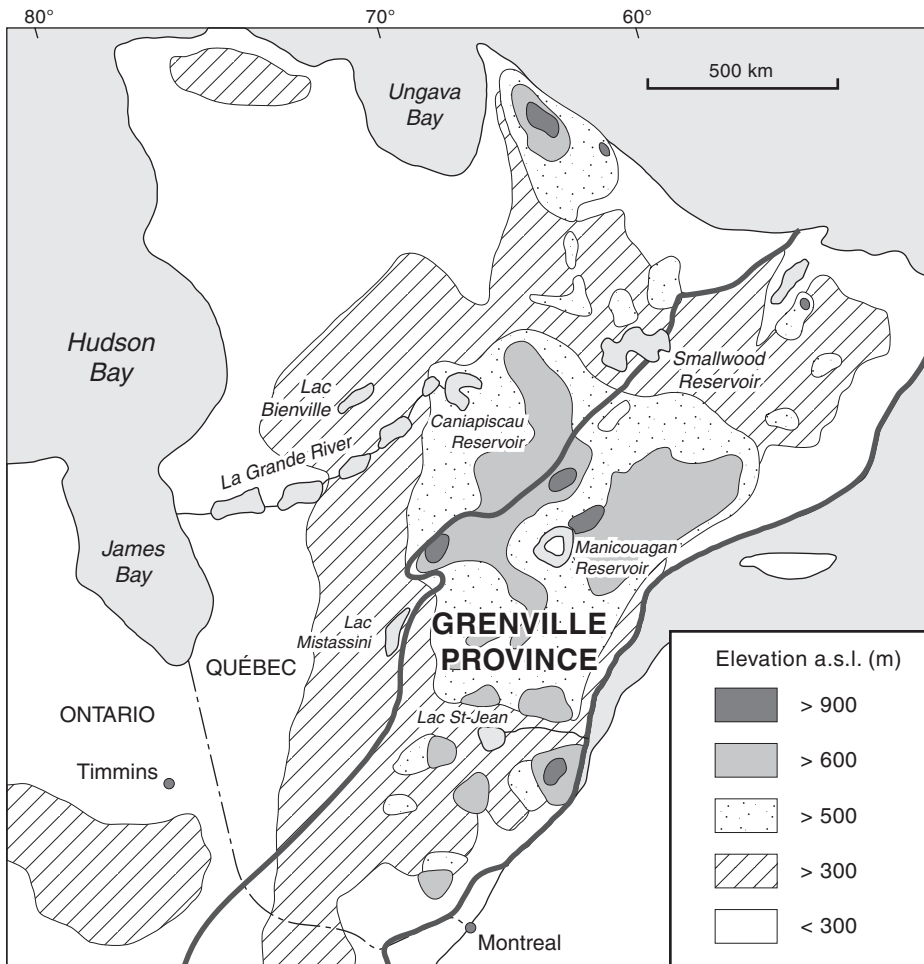 80°
70°
60°
500 km
Ungava
Bay
Hudson
Bay
Smallwood
Reservoir
Lac
Bienville
Caniapiscau
Reservoir
La Grande River
James
Bay
Manicouagan
Reservoir
Lac
Mistassini
GRENVILLE
PROVINCE
QUÉBEC
ONTARIO
Lac St-Jean
Timmins
Montreal
Elevation a.s.l. (m)
> 900
> 600
> 500
> 300
< 300